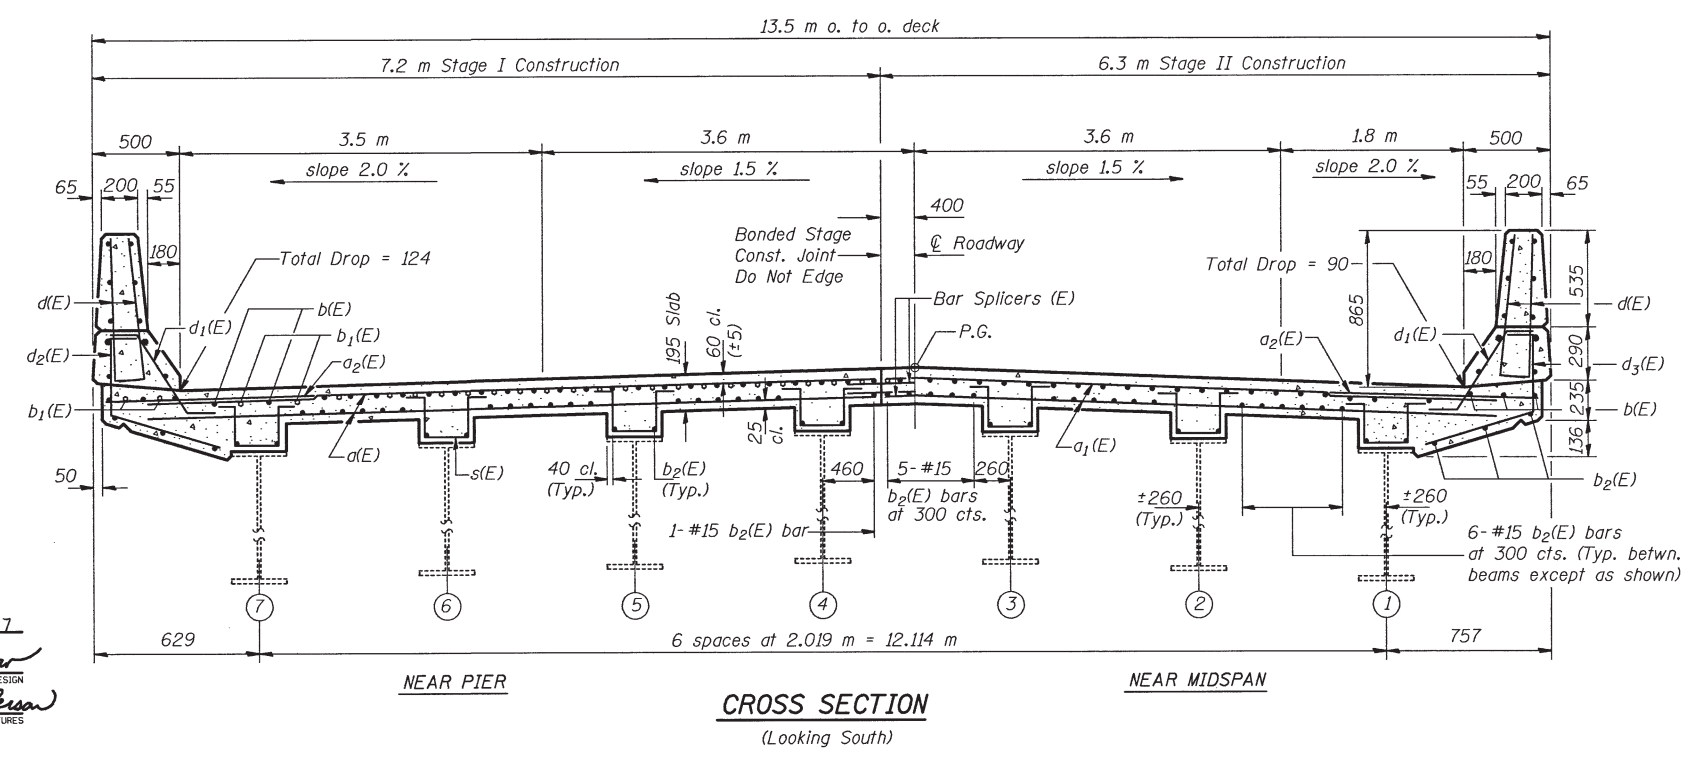 13.5 m o. to o. deck
7.2 m Stage I Construction
6.3 m Stage II Construction
500
3.5 m
3.6 m
3.6 m
1.8 m
500
slope 2.0 %
slope 1.5 %
slope 1.5 %
slope 2.0 %
65
200
55
55
200
65
400
180
Total Drop = 124
Bonded Stage
Const. Joint
Do Not Edge
℄ Roadway
Total Drop = 90
180
865
535
d(E)
d1(E)
b(E)
b1(E)
a2(E)
d2(E)
b1(E)
195 Slab
60 cl.
(±5)
Bar Splicers (E)
P.G.
a2(E)
d1(E)
d(E)
290
d3(E)
235
b(E)
136
a(E)
s(E)
25
cl.
a1(E)
50
40 cl.
(Typ.)
b2(E)
(Typ.)
460
5-#15
260
b2(E) bars
at 300 cts.
±260
(Typ.)
±260
(Typ.)
b2(E)
1-#15 b2(E) bar
6-#15 b2(E) bars
at 300 cts. (Typ. betwn.
beams except as shown)
7
6
5
4
3
2
1
629
6 spaces at 2.019 m = 12.114 m
757
NEAR PIER
NEAR MIDSPAN
CROSS SECTION
(Looking South)
7
ESIGN
TURES